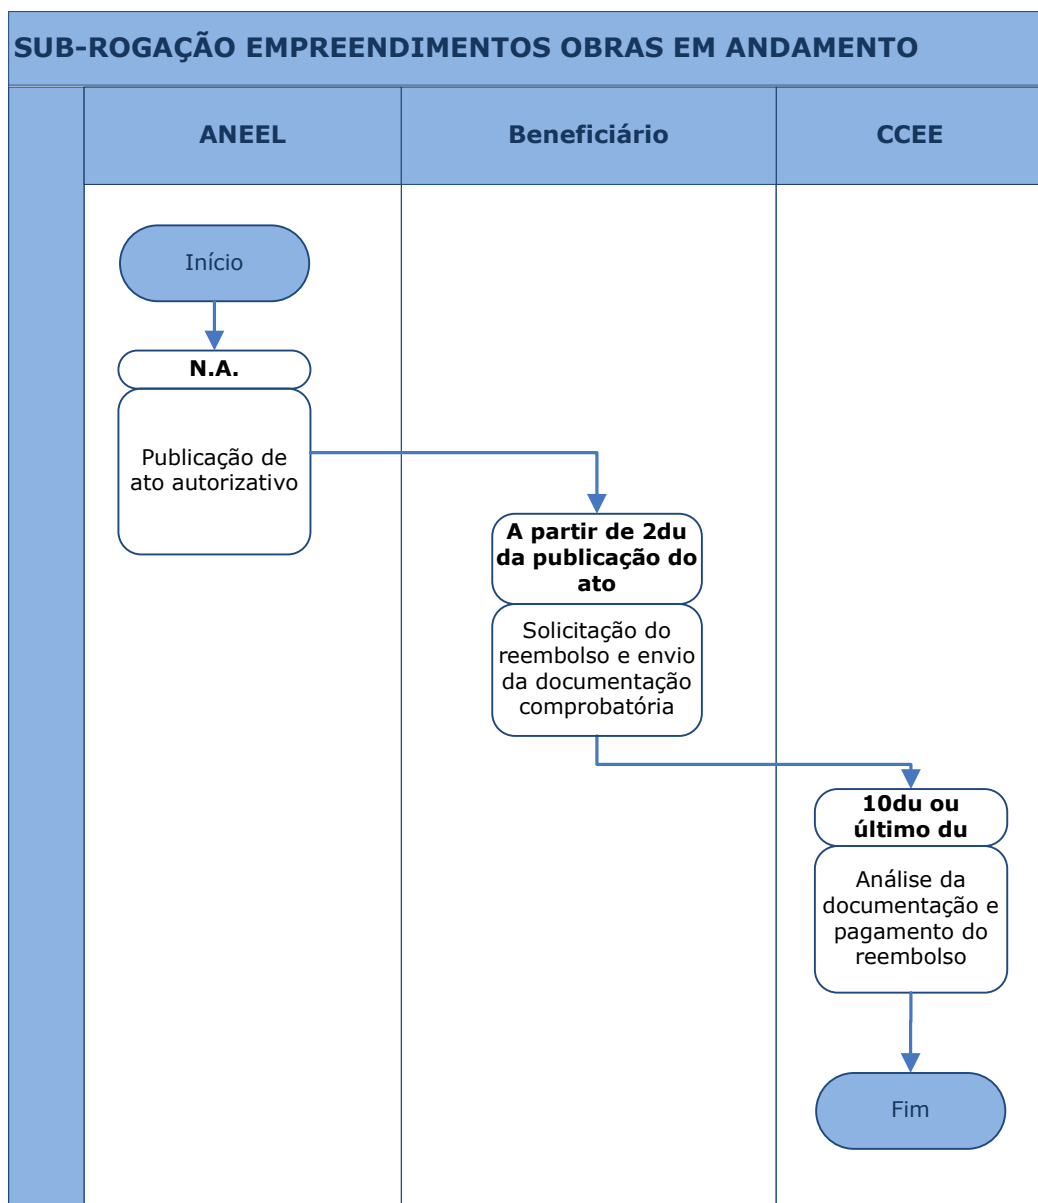 SUB-ROGAÇÃO EMPREENDIMENTOS OBRAS EM ANDAMENTO
ANEEL
Beneficiário
CCEE
Início
N.A.
Publicação de
ato autorizativo
A partir de 2du
da publicação do
ato
Solicitação do
reembolso e envio
da documentação
comprobatória
10du ou
último du
Análise da
documentação e
pagamento do
reembolso
Fim